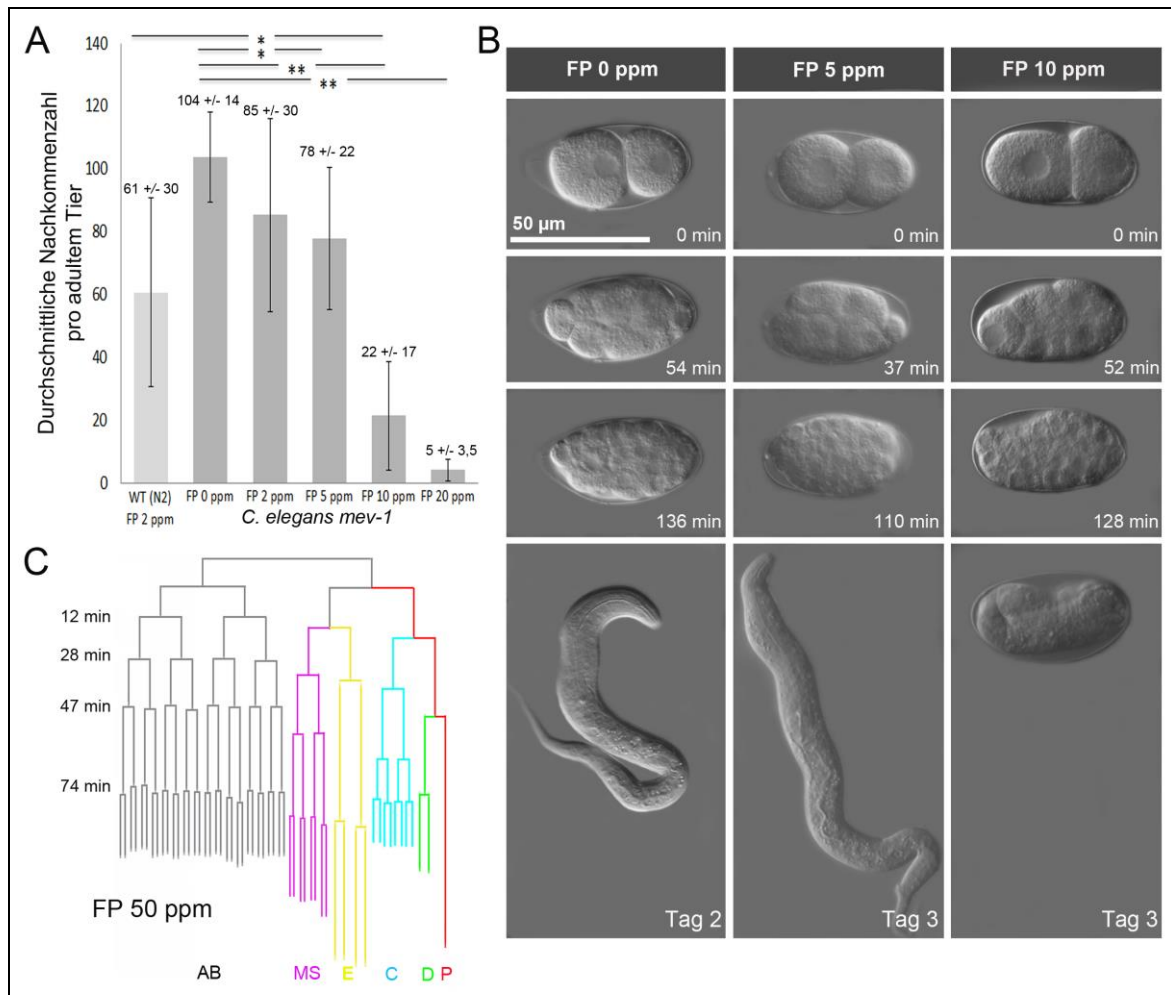 A
Durchschnittliche Nachkommenzahl
pro adultem Tier
140
120
100
80
60
40
20
0
*
*
**
**
61 +/- 30
104 +/- 14
85 +/- 30
78 +/- 22
22 +/- 17
5 +/- 3,5
WT (N2)
FP 2 ppm
FP 0 ppm
FP 2 ppm
FP 5 ppm
FP 10 ppm
FP 20 ppm
C. elegans mev-1
B
FP 0 ppm
FP 5 ppm
FP 10 ppm
50 µm
0 min
0 min
0 min
54 min
37 min
52 min
136 min
110 min
128 min
Tag 2
Tag 3
Tag 3
C
12 min
28 min
47 min
74 min
FP 50 ppm
AB
MS
E
C
D
P